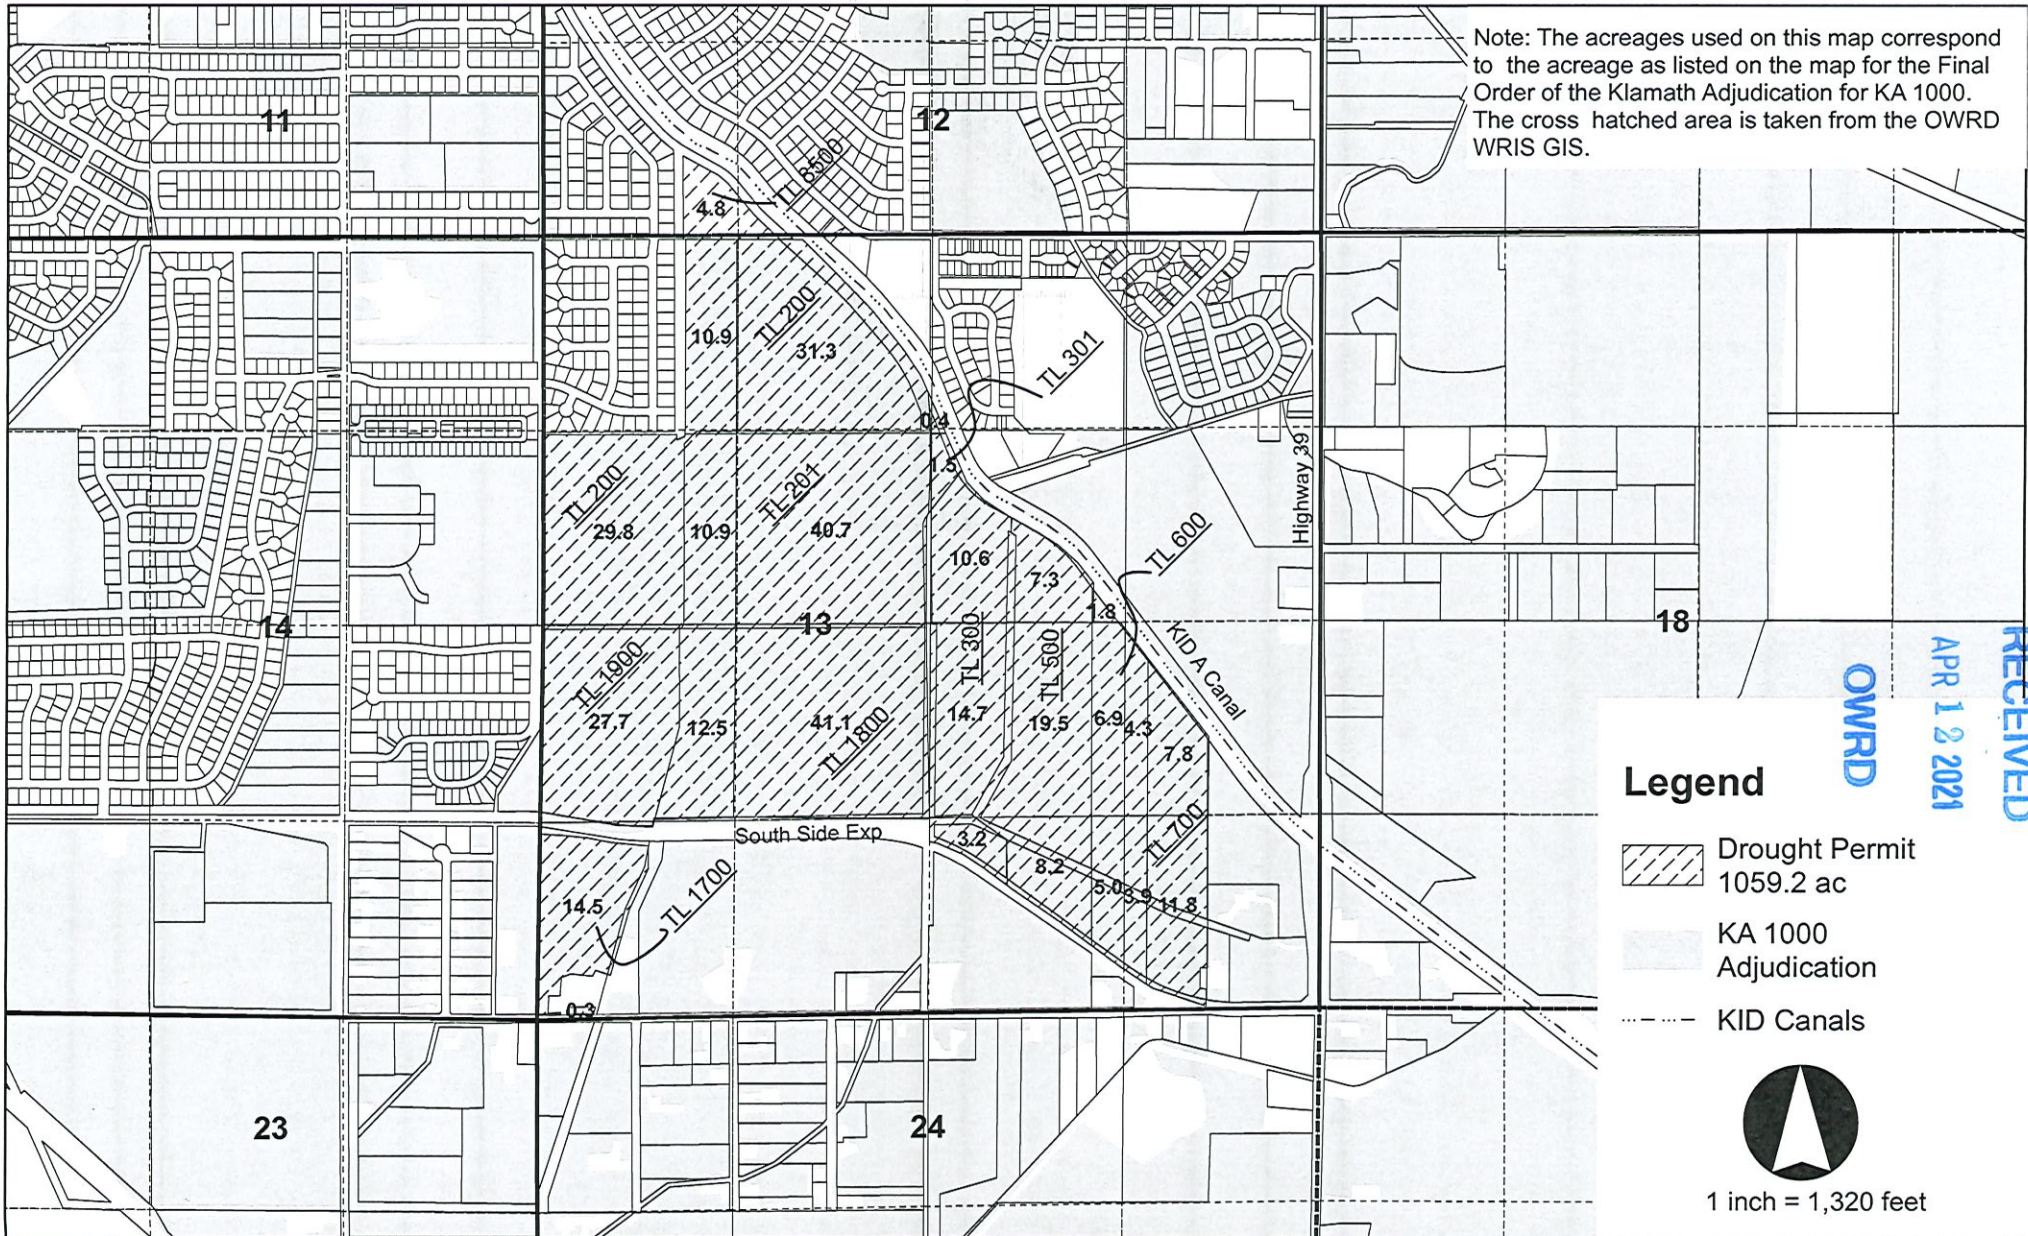 Note: The acreages used on this map correspond
to the acreage as listed on the map for the Final
Order of the Klamath Adjudication for KA 1000.
The cross hatched area is taken from the OWRD
WRIS GIS.
11
12
TL 8500
4.8
TL 200
10.9
31.3
TL 301
0.4
1.5
Highway 39
TL 200
TL 201
29.8
10.9
40.7
10.6
7.3
TL 600
1.8
14
13
18
KID A Canal
TL 1900
TL 300
TL 500
27.7
12.5
41.1
TL 1800
14.7
19.5
6.9
4.3
7.8
TL 700
South Side Exp
3.2
8.2
5.0
3.9
11.8
14.5
TL 1700
0.3
23
24
RECEIVED
APR 12 2021
OWRD
Legend
Drought Permit
1059.2 ac
KA 1000
Adjudication
KID Canals
1 inch = 1,320 feet